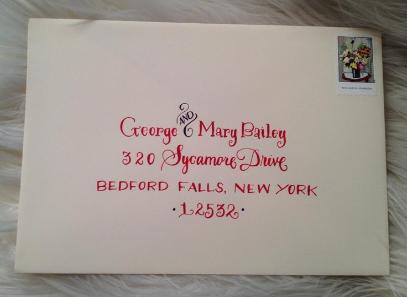 George AND & Mary Bailey
320 Sycamore Drive
BEDFORD FALLS, NEW YORK
·12532·